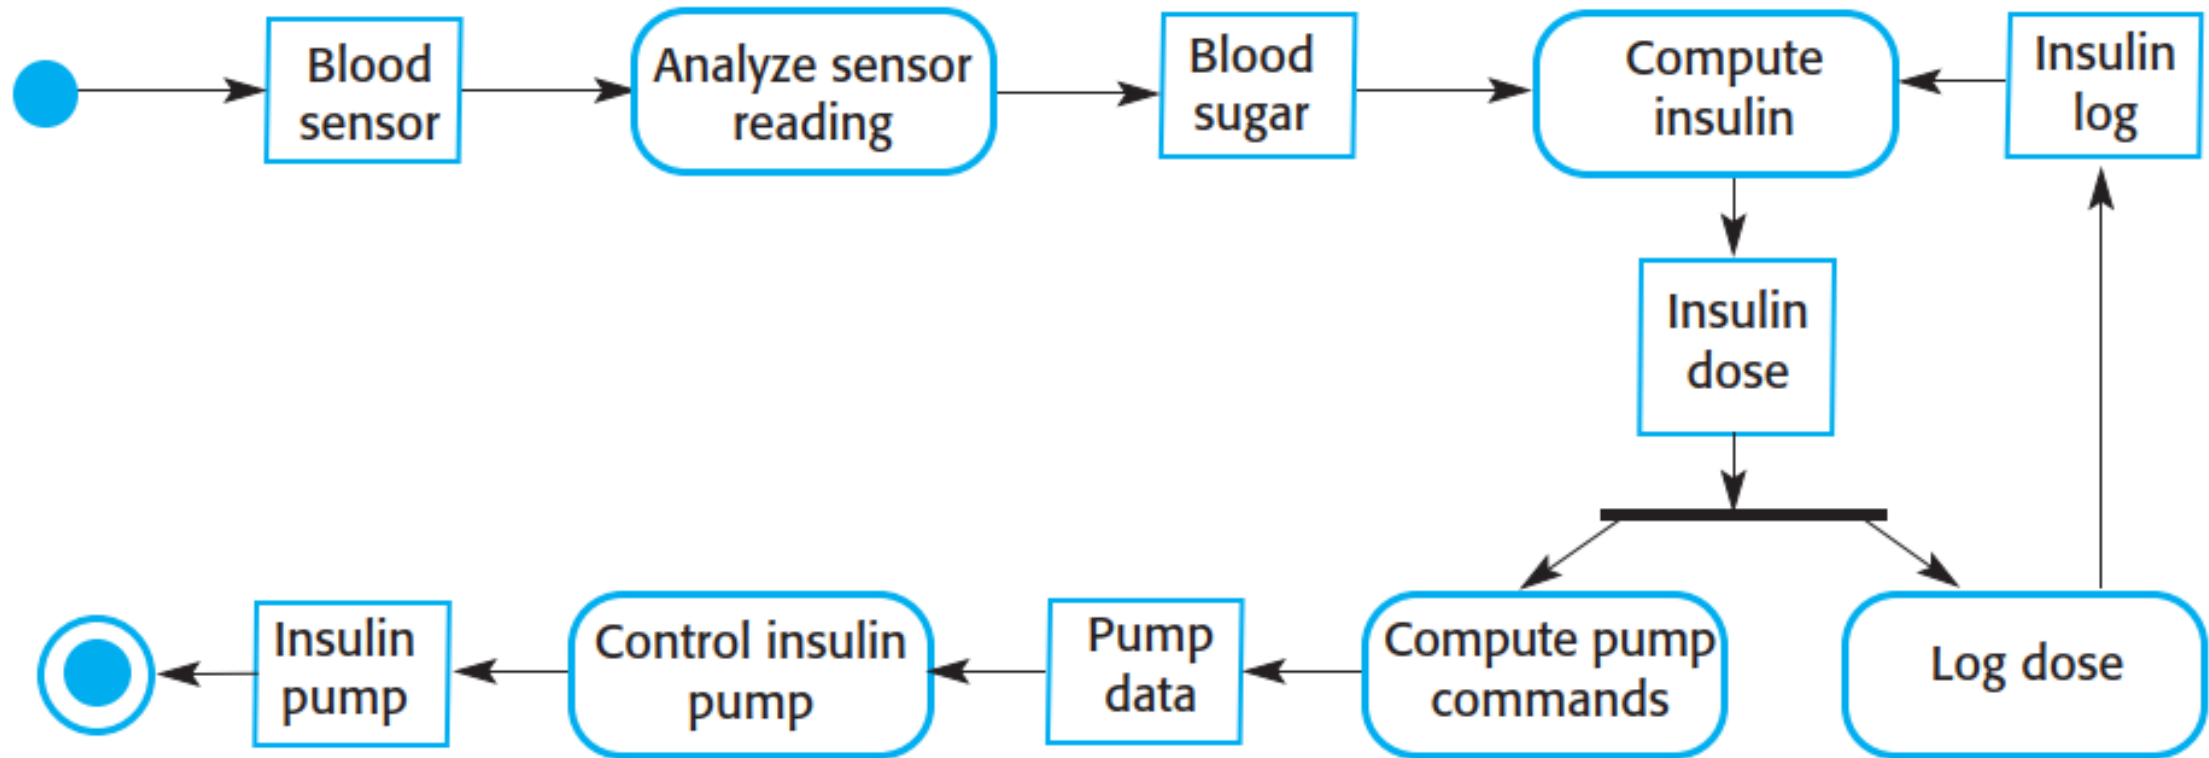 Blood
sensor
Analyze sensor
reading
Blood
sugar
Compute
insulin
Insulin
log
Insulin
dose
Insulin
pump
Control insulin
pump
Pump
data
Compute pump
commands
Log dose